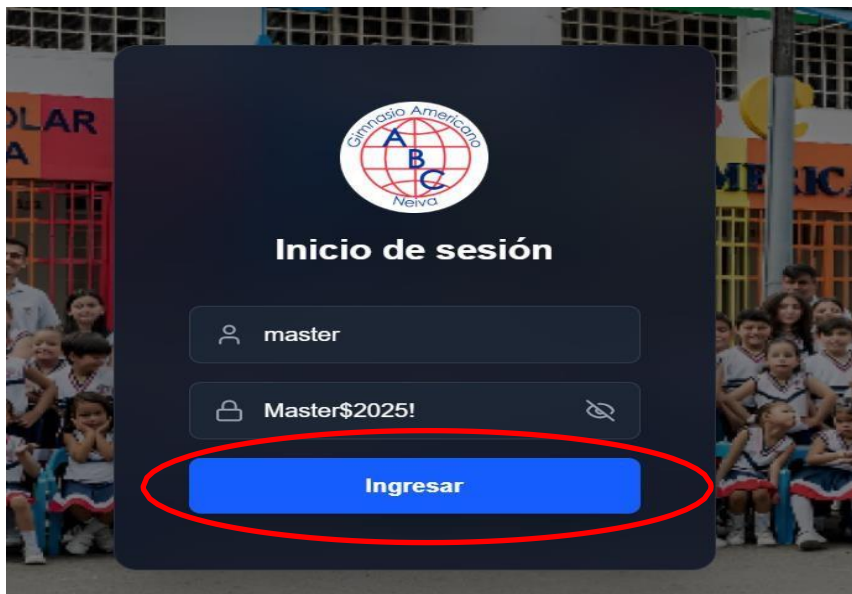 OLAR
A
MERICA
Gimnasio Americano
A
B
C
Neiva
Inicio de sesión
master
Master$2025!
Ingresar